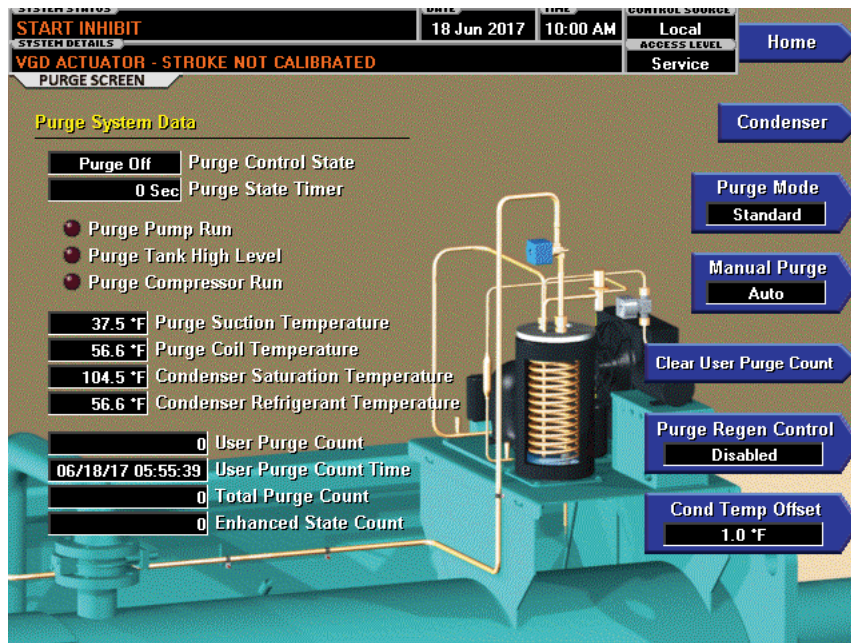 SYSTEM STATUS
START INHIBIT
DATE
18 Jun 2017
TIME
10:00 AM
CONTROL SOURCE
Local
SYSTEM DETAILS
VGD ACTUATOR - STROKE NOT CALIBRATED
ACCESS LEVEL
Service
Home
PURGE SCREEN
Purge System Data
Condenser
Purge Off Purge Control State
0 Sec Purge State Timer
Purge Mode
Standard
Purge Pump Run
Purge Tank High Level
Purge Compressor Run
Manual Purge
Auto
37.5 °F Purge Suction Temperature
56.6 °F Purge Coil Temperature
104.5 °F Condenser Saturation Temperature
56.6 °F Condenser Refrigerant Temperature
Clear User Purge Count
Purge Regen Control
Disabled
0 User Purge Count
06/18/17 05:55:39 User Purge Count Time
0 Total Purge Count
0 Enhanced State Count
Cond Temp Offset
1.0 °F